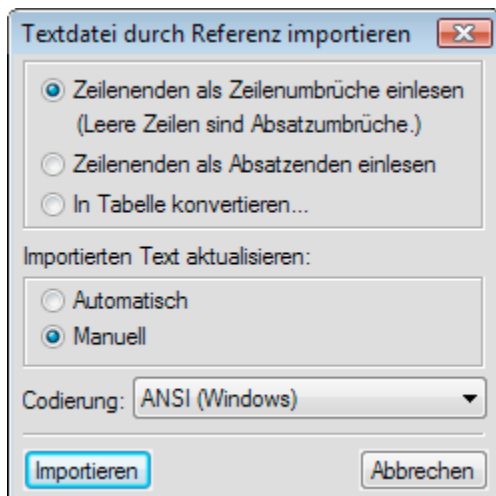 Textdatei durch Referenz importieren
Zeilenenden als Zeilenumbrüche einlesen
(Leere Zeilen sind Absatzumbrüche.)
Zeilenenden als Absatzenden einlesen
In Tabelle konvertieren...
Importierten Text aktualisieren:
Automatisch
Manuell
Codierung: ANSI (Windows)
Importieren Abbrechen